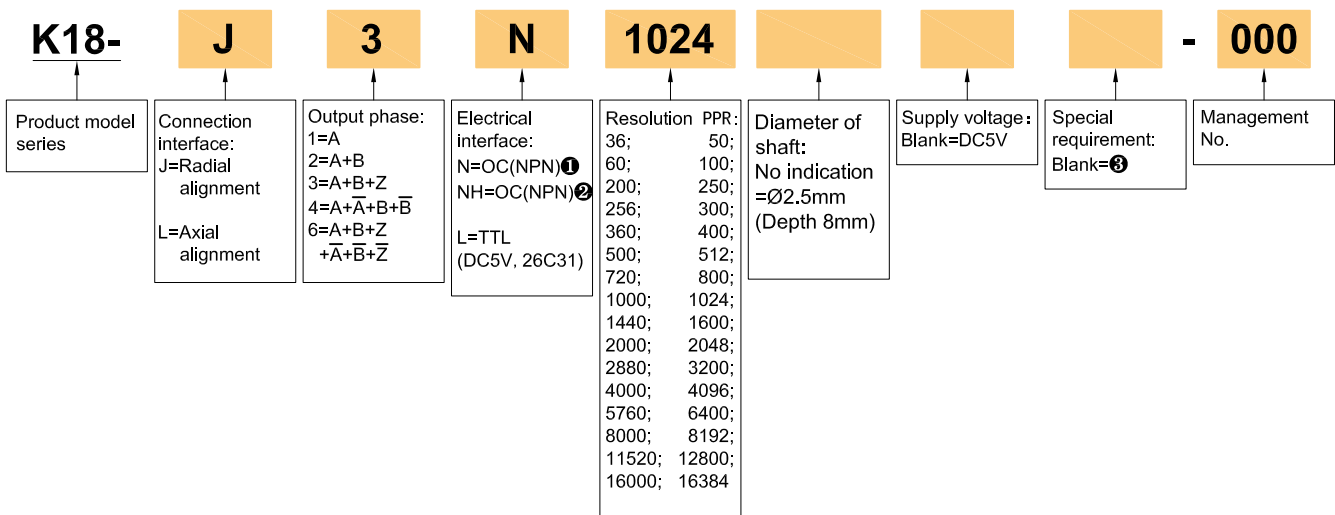 K18- J 3 N 1024 - 000
Product model
series
Connection
interface:
J=Radial
alignment
L=Axial
alignment
Output phase:
1=A
2=A+B
3=A+B+Z
4=A+A̅+B+B̅
6=A+B+Z
+A̅+B̅+Z̅
Electrical
interface:
N=OC(NPN)❶
NH=OC(NPN)❷
L=TTL
(DC5V, 26C31)
Resolution PPR:
36; 50;
60; 100;
200; 250;
256; 300;
360; 400;
500; 512;
720; 800;
1000; 1024;
1440; 1600;
2000; 2048;
2880; 3200;
4000; 4096;
5760; 6400;
8000; 8192;
11520; 12800;
16000; 16384
Diameter of
shaft:
No indication
=Ø2.5mm
(Depth 8mm)
Supply voltage:
Blank=DC5V
Special
requirement:
Blank=❸
Management
No.